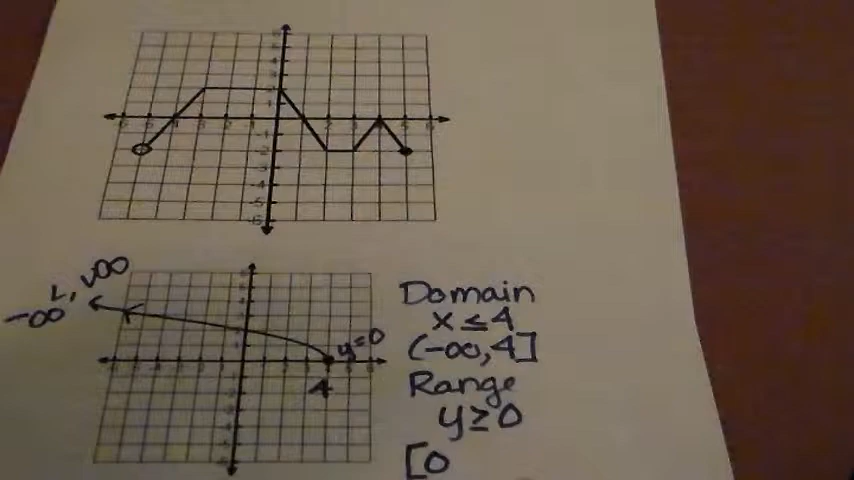 ∞
-∞
y=0
4
Domain
x ≤ 4
(-∞, 4]
Range
y ≥ 0
[0